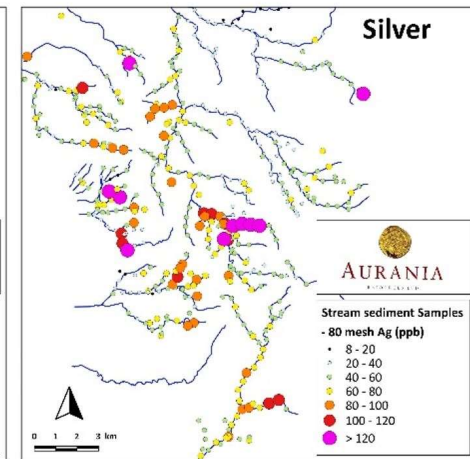 Silver
AURANIA
RESOURCES LTD
Stream sediment Samples
- 80 mesh Ag (ppb)
8 - 20
20 - 40
40 - 60
60 - 80
80 - 100
100 - 120
> 120
0 1 2 3 km